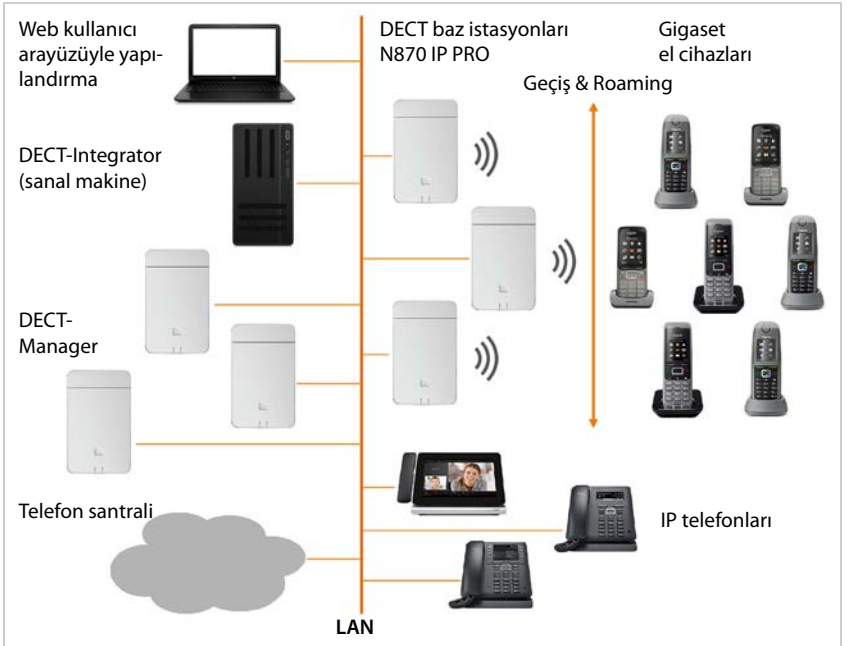 Web kullanıcı
arayüzüyle yapı-
landırma
DECT baz istasyonları
N870 IP PRO
Gigaset
el cihazları
Geçiş & Roaming
DECT-Integrator
(sanal makine)
DECT-
Manager
Telefon santrali
IP telefonları
LAN